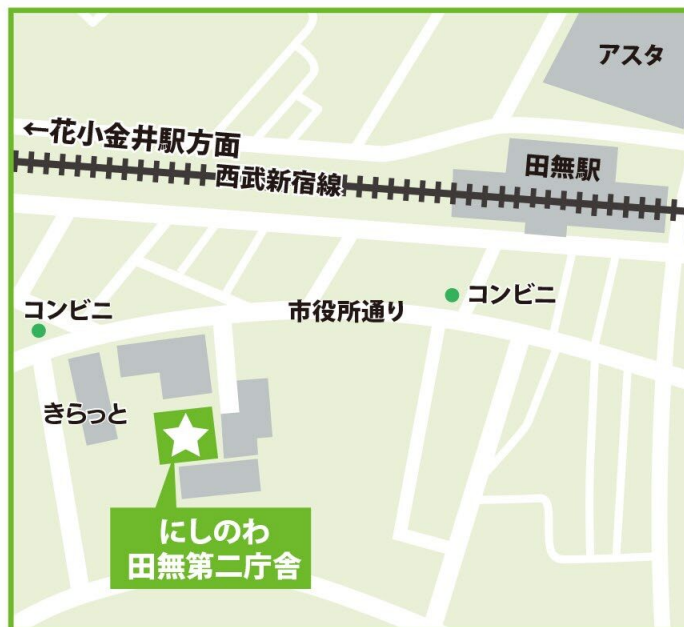 アスタ
←花小金井駅方面
田無駅
西武新宿線
コンビニ
コンビニ
市役所通り
きらっと
にしのわ
田無第二庁舎